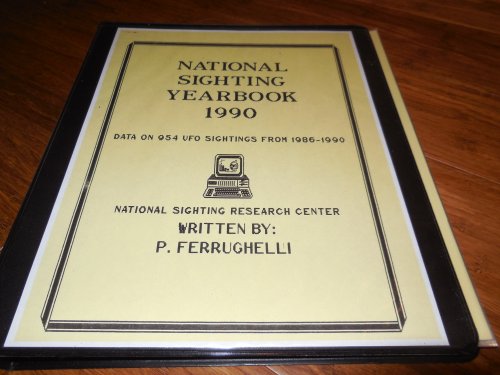 NATIONAL
SIGHTING
YEARBOOK
1990
DATA ON 954 UFO SIGHTINGS FROM 1986-1990
NATIONAL SIGHTING RESEARCH CENTER
WRITTEN BY:
P. FERRUGHELLI